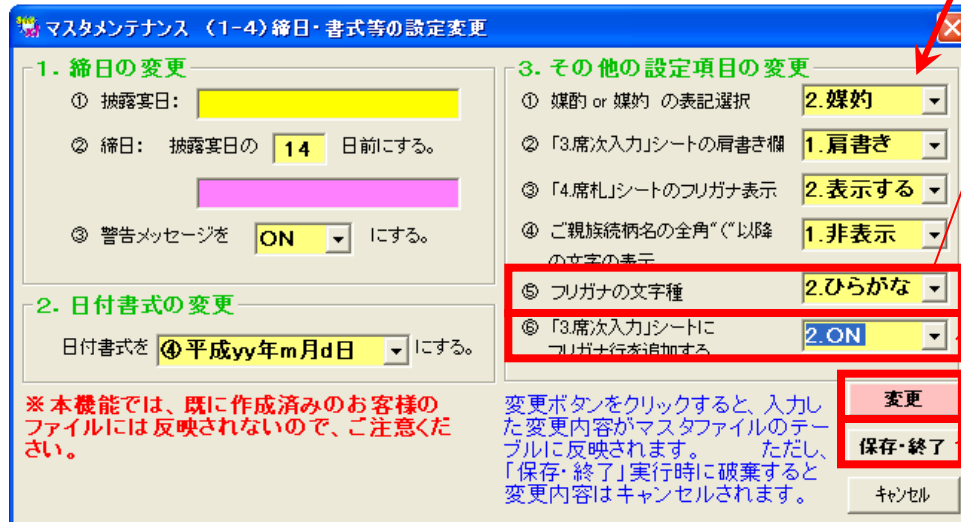 マスタメンテナンス （1-4）締日・書式等の設定変更
1. 締日の変更
① 披露宴日：
② 締日： 披露宴日の 14 日前にする。
③ 警告メッセージを ON にする。
2. 日付書式の変更
日付書式を ④平成yy年m月d日 にする。
※本機能では、既に作成済みのお客様の
ファイルには反映されないので、ご注意くだ
さい。
3. その他の設定項目の変更
① 媒酌 or 媒妁 の表記選択 2.媒妁
② 「3.席次入力」シートの肩書き欄 1.肩書き
③ 「4.席札」シートのフリガナ表示 2.表示する
④ ご親族続柄名の全角“（“以降 1.非表示
の文字の表示
⑤ フリガナの文字種 2.ひらがな
⑥ 「3.席次入力」シートに 2.ON
フリガナ行を追加する
変更ボタンをクリックすると、入力し
た変更内容がマスタファイルのテー
ブルに反映されます。 ただし、
「保存・終了」実行時に破棄すると
変更内容はキャンセルされます。
変更
保存・終了
キャンセル